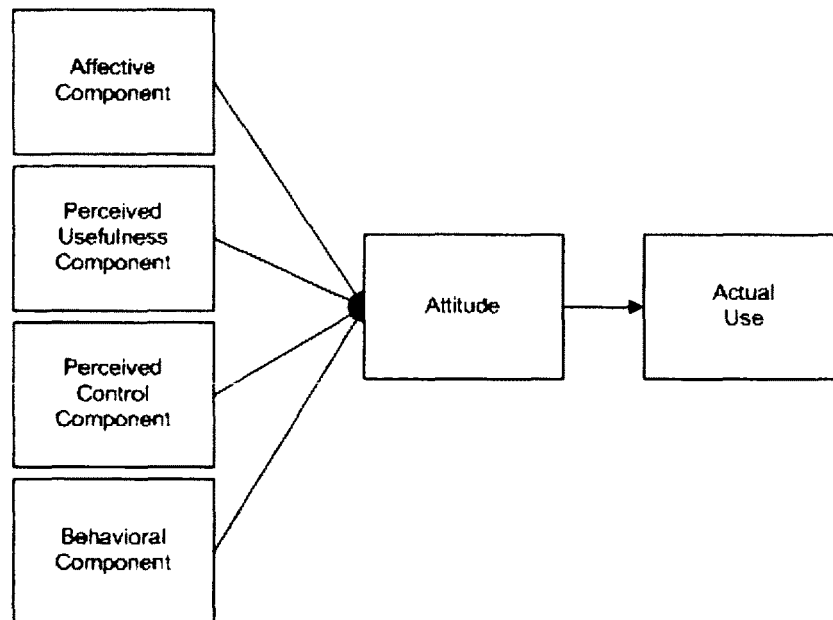 Affective
Component
Perceived
Usefulness
Component
Perceived
Control
Component
Behavioral
Component
Attitude
Actual
Use